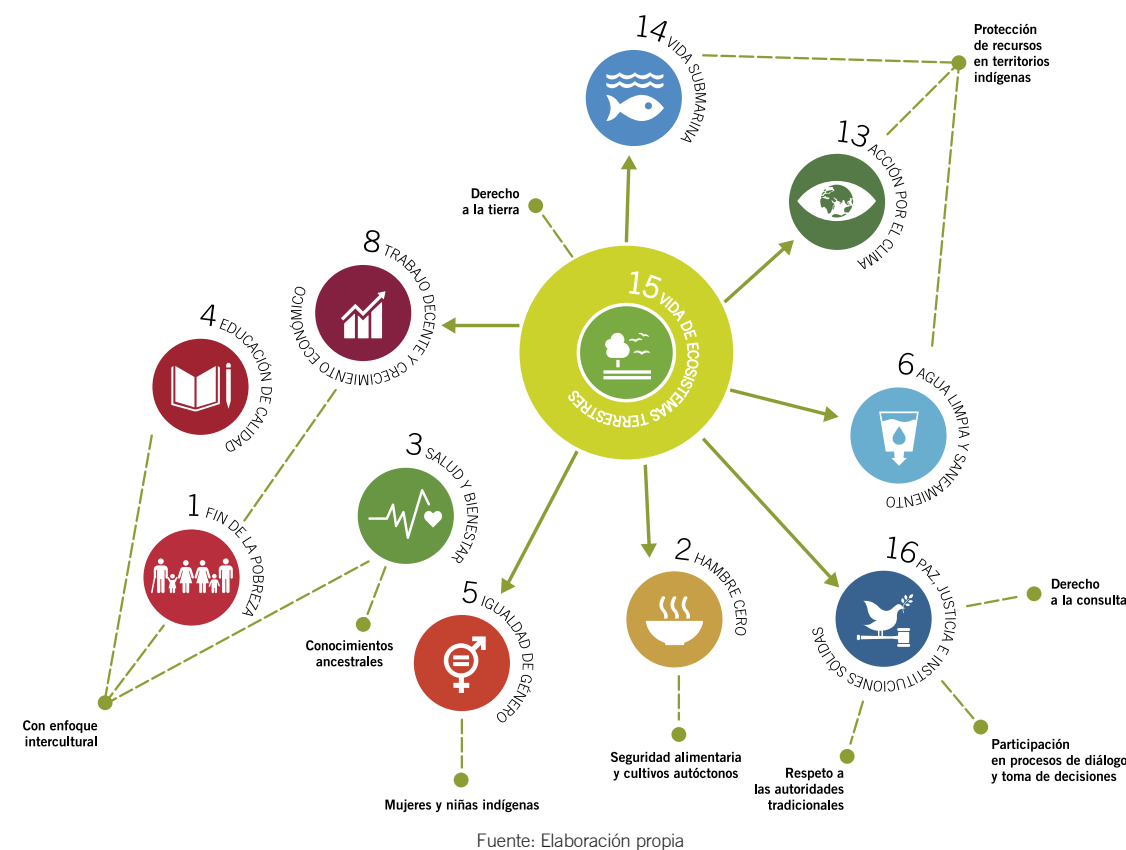 14 VIDA SUBMARINA
Protección
de recursos
en territorios
indígenas
13 ACCIÓN POR EL CLIMA
Derecho
a la tierra
8 TRABAJO DECENTE Y CRECIMIENTO ECONÓMICO
15 VIDA DE ECOSISTEMAS TERRESTRES
4 EDUCACIÓN DE CALIDAD
6 AGUA LIMPIA Y SANEAMIENTO
3 SALUD Y BIENESTAR
1 FIN DE LA POBREZA
2 HAMBRE CERO
16 PAZ, JUSTICIA E INSTITUCIONES SÓLIDAS
5 IGUALDAD DE GÉNERO
Derecho
a la consulta
Conocimientos
ancestrales
Con enfoque
intercultural
Mujeres y niñas indígenas
Seguridad alimentaria
y cultivos autóctonos
Respeto a
las autoridades
tradicionales
Participación
en procesos de diálogo
y toma de decisiones
Fuente: Elaboración propia